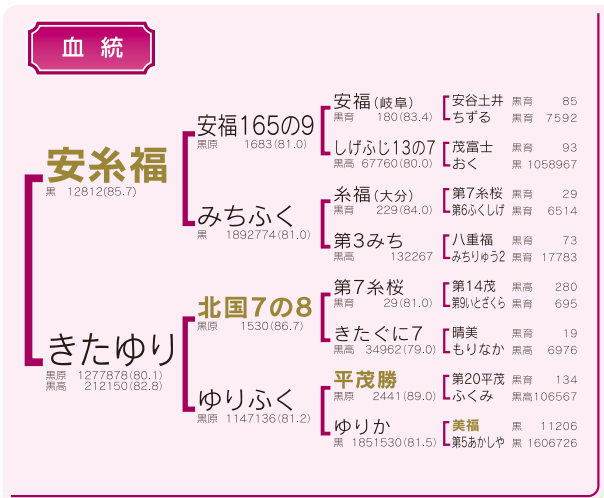 血統
安糸福
黒 12812(85.7)
きたゆり
黒原 1277878(80.1)
黒高 212150(82.8)
安福165の9
黒原 1683(81.0)
みちふく
黒 1892774(81.0)
北国7の8
黒原 1530(86.7)
ゆりふく
黒原 1147136(81.2)
安福(岐阜)
黒育 180(83.4)
しげふじ13の7
黒高 67760(80.0)
糸福(大分)
黒育 229(84.0)
第3みち
黒高 132267
第7糸桜
黒育 29(81.0)
きたぐに7
黒高 34962(79.0)
平茂勝
黒原 2441(89.0)
ゆりか
黒 1851530(81.5)
安谷土井 黒育 85
ちずる 黒育 7592
茂富士 黒育 93
おく 黒 1058967
第7糸桜 黒育 29
第6ふくしげ 黒育 6514
八重福 黒育 73
みちりゅう2 黒育 17783
第14茂 黒高 280
第9いとざくら 黒育 695
晴美 黒育 19
もりなか 黒高 6976
第20平茂 黒育 134
ふくみ 黒高106567
美福 黒 11206
第5あかしや 黒 1606726